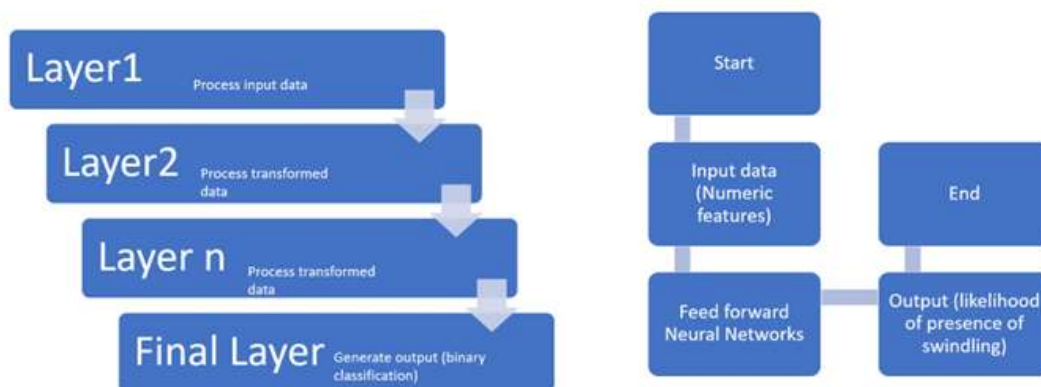 Layer1 Process input data
Layer2 Process transformed
data
Layer n Process transformed
data
Final Layer Generate output (binary
classification)
Start
Input data
(Numeric
features)
Feed forward
Neural Networks
Output (likelihood
of presence of
swindling)
End